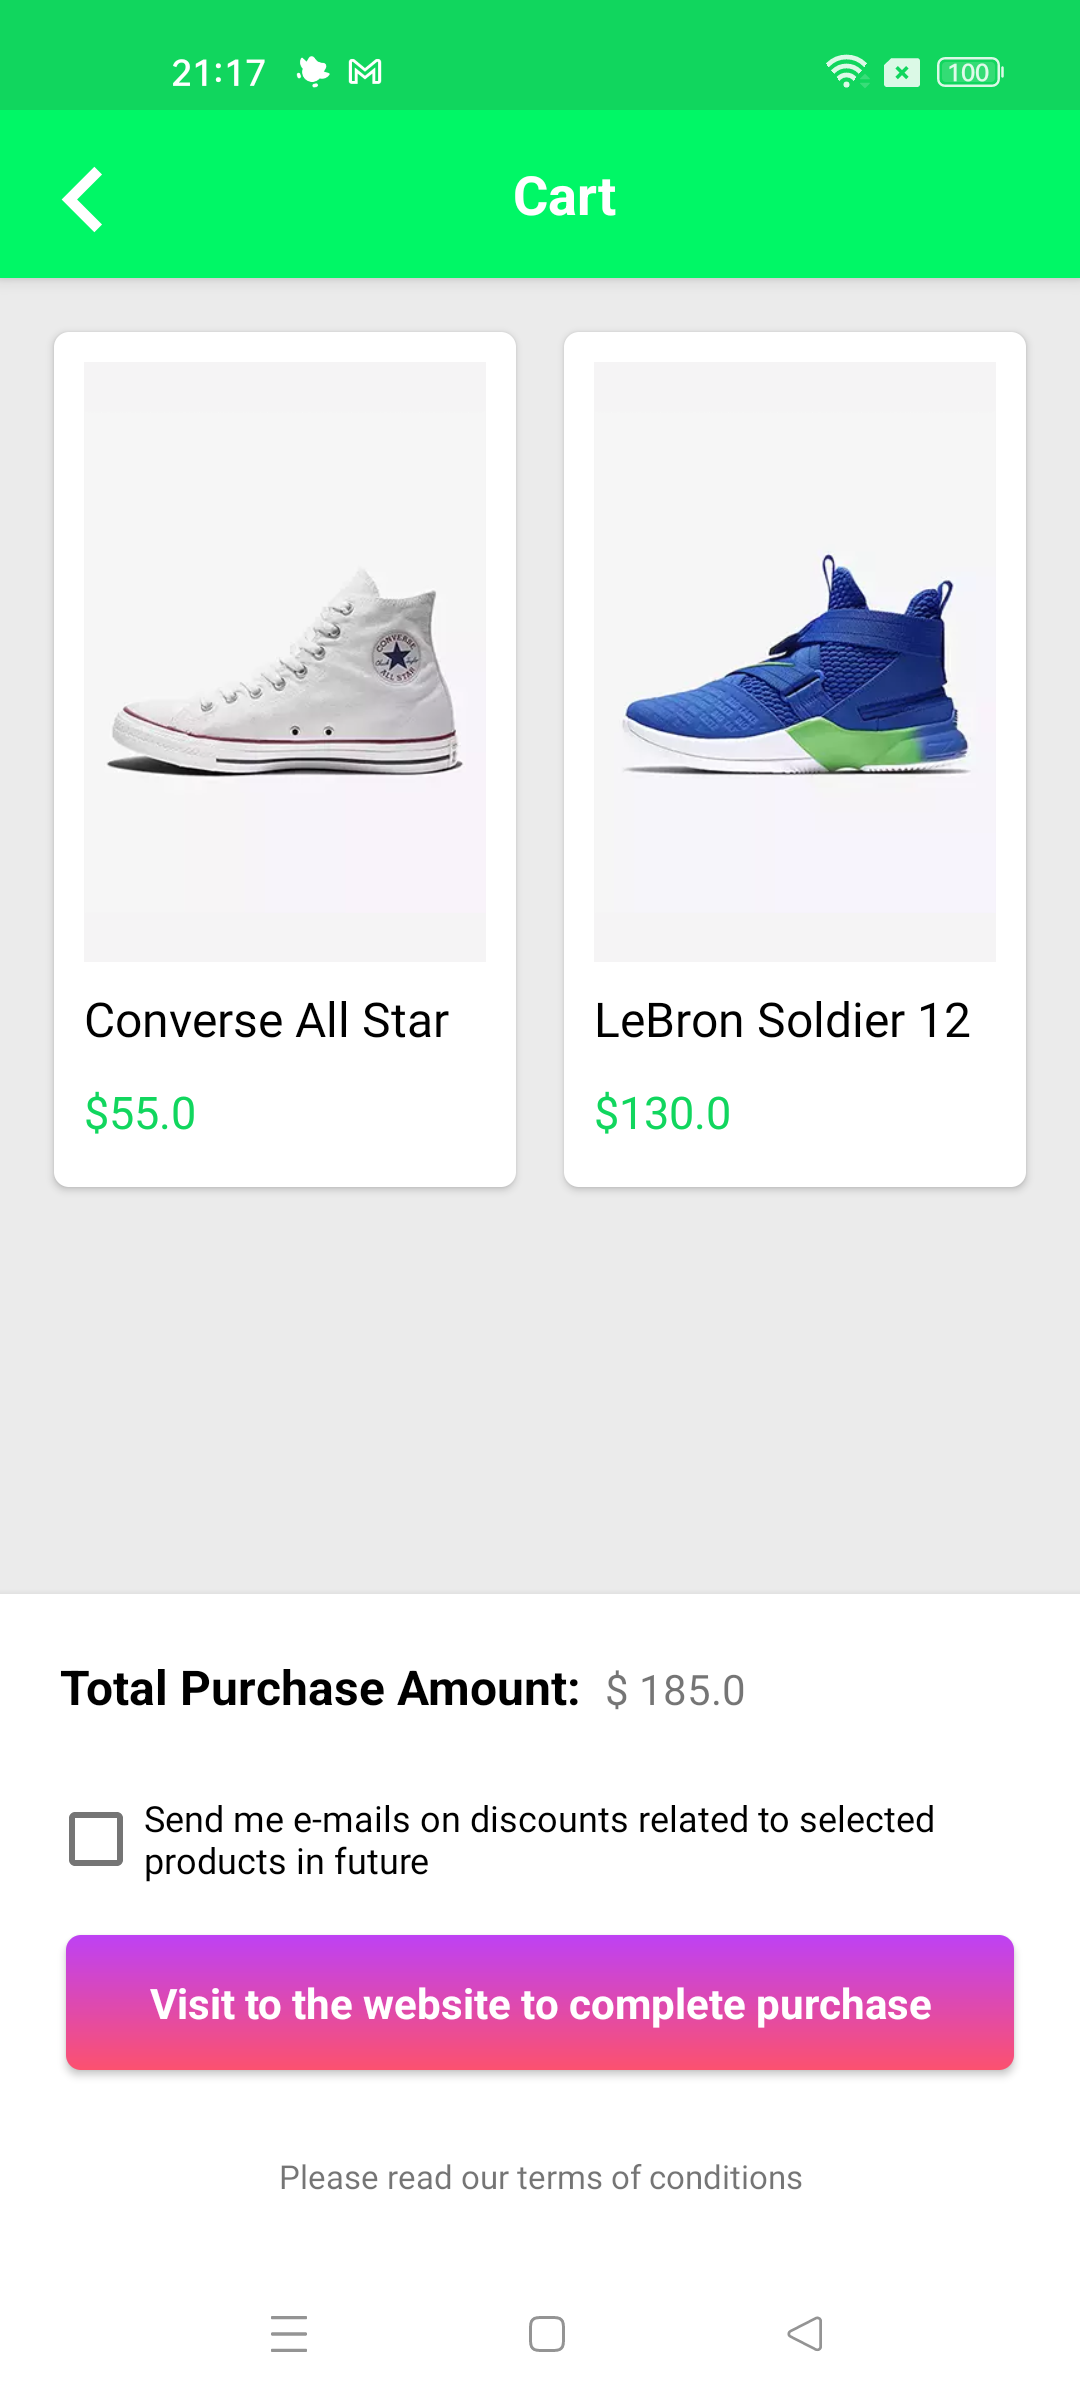 21:17
100
Cart
CONVERSE
ALL STAR
Converse All Star
LeBron Soldier 12
$55.0
$130.0
Total Purchase Amount: $ 185.0
Send me e-mails on discounts related to selected
products in future
Visit to the website to complete purchase
Please read our terms of conditions